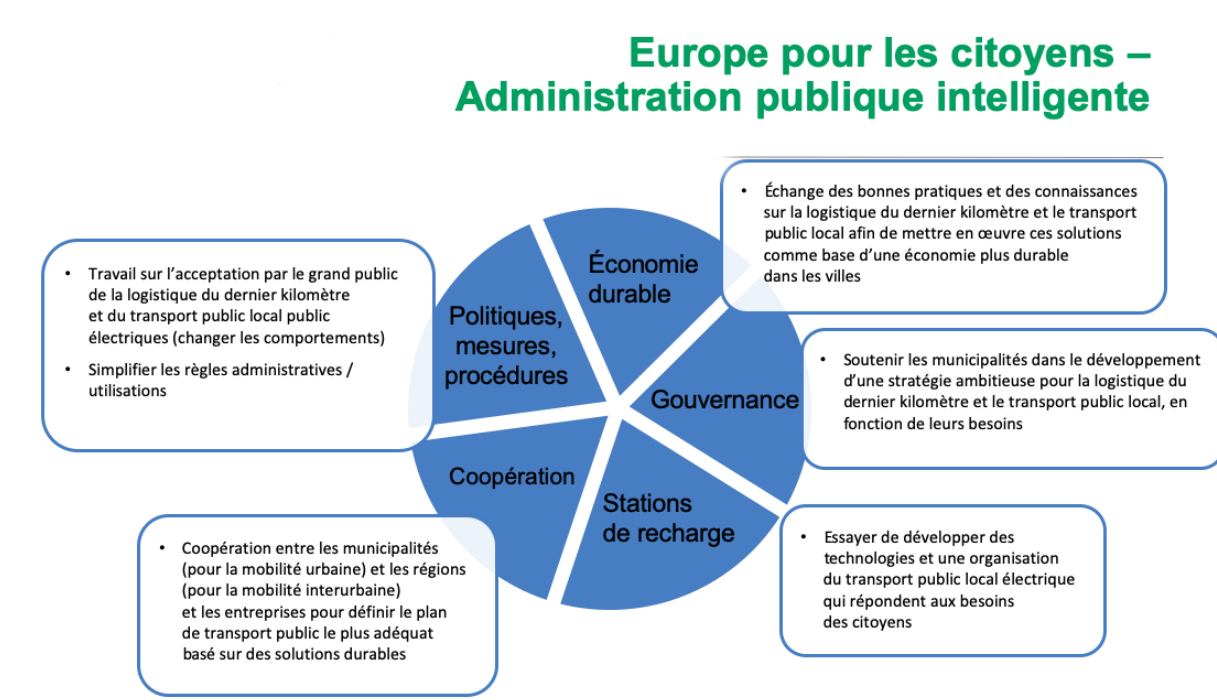 Europe pour les citoyens –
Administration publique intelligente
• Échange des bonnes pratiques et des connaissances
sur la logistique du dernier kilomètre et le transport
public local afin de mettre en œuvre ces solutions
comme base d’une économie plus durable
dans les villes
• Travail sur l’acceptation par le grand public
de la logistique du dernier kilomètre
et du transport public local public
électriques (changer les comportements)
• Simplifier les règles administratives /
utilisations
Économie
durable
Politiques,
mesures,
procédures
Gouvernance
• Soutenir les municipalités dans le développement
d’une stratégie ambitieuse pour la logistique du
dernier kilomètre et le transport public local, en
fonction de leurs besoins
Coopération
Stations
de recharge
• Coopération entre les municipalités
(pour la mobilité urbaine) et les régions
(pour la mobilité interurbaine)
et les entreprises pour définir le plan
de transport public le plus adéquat
basé sur des solutions durables
• Essayer de développer des
technologies et une organisation
du transport public local électrique
qui répondent aux besoins
des citoyens